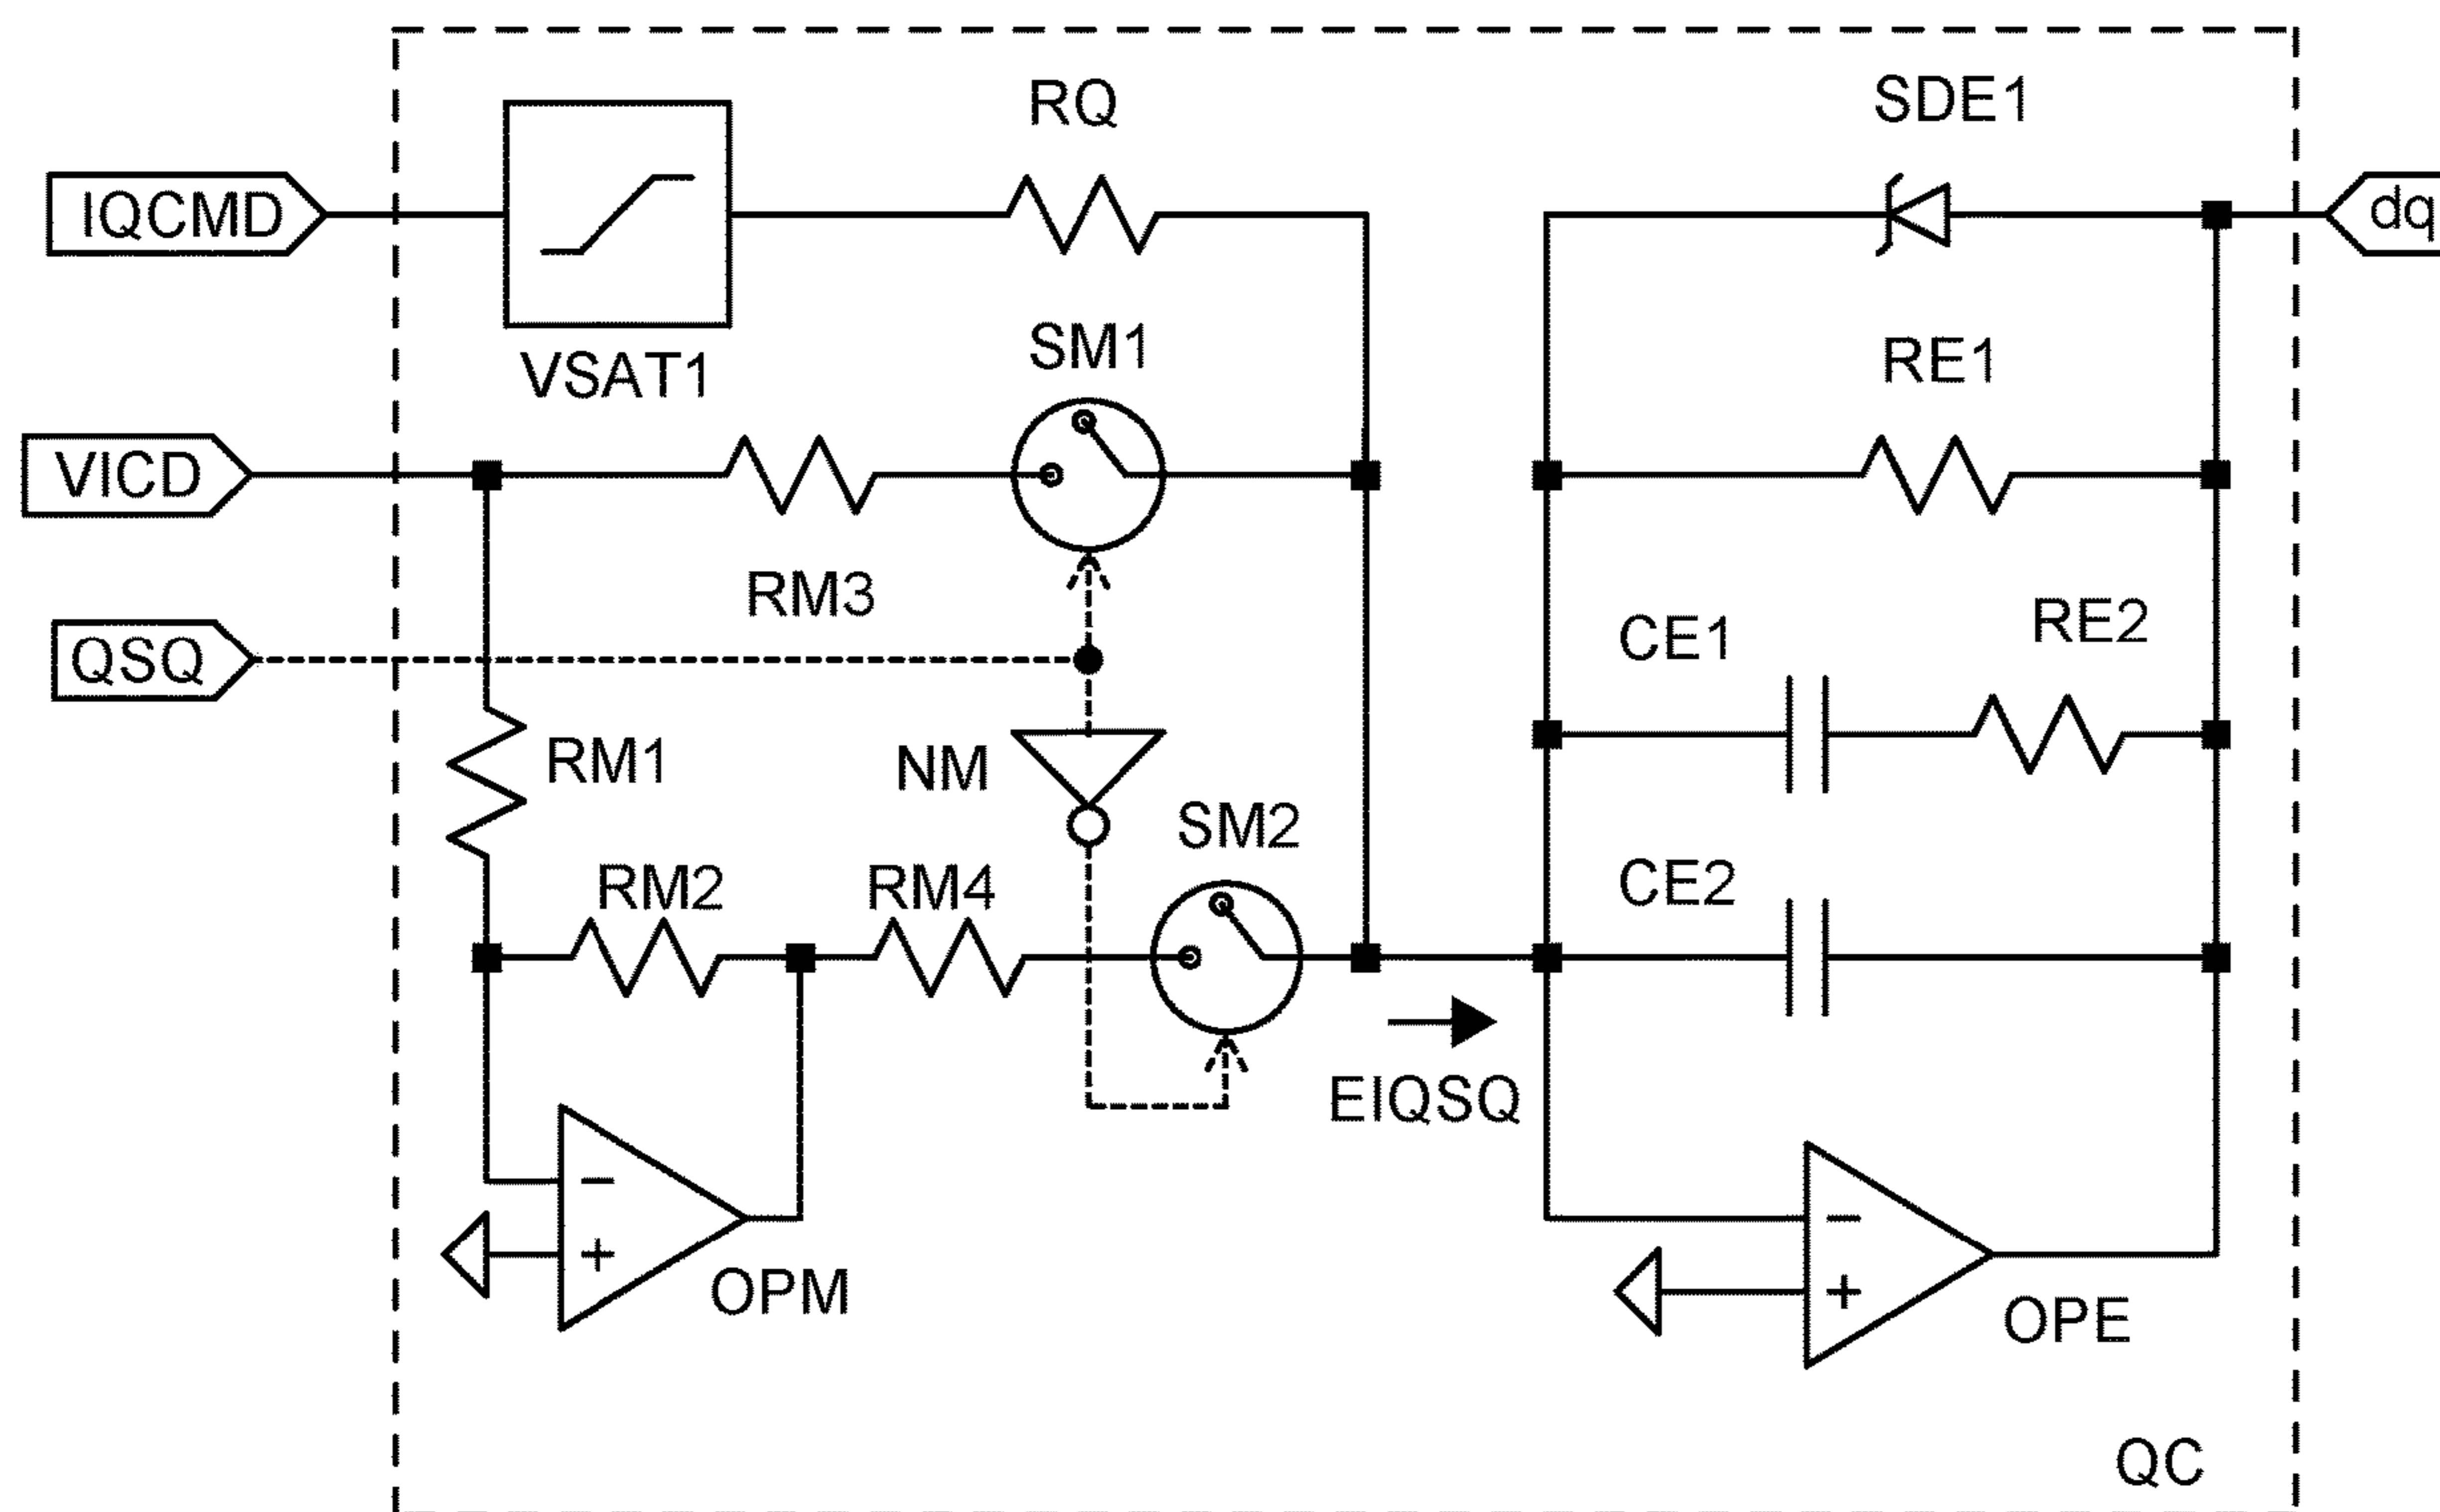 RQ
SDE1
IQCMD
dq
VSAT1
SM1
RE1
VICD
RM3
CE1
RE2
QSQ
RM1
NM
SM2
RM2
RM4
CE2
EIQSQ
−
+
OPM
−
+
OPE
QC